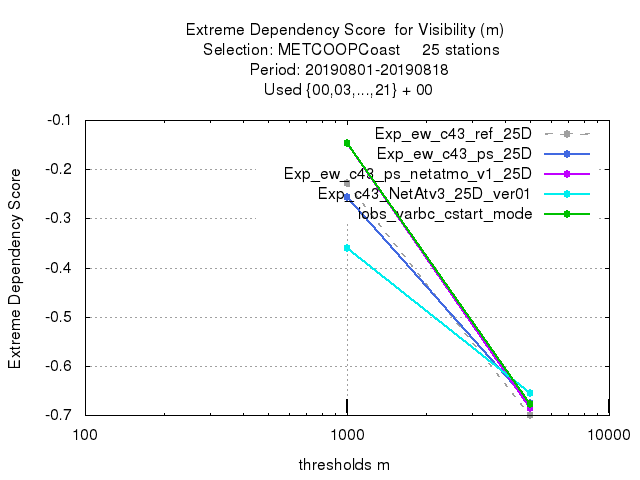 Extreme Dependency Score  for Visibility (m)
Selection: METCOOPCoast     25 stations
Period: 20190801-20190818
Used {00,03,...,21} + 00
Exp_ew_c43_ref_25D
Exp_ew_c43_ps_25D
Exp_ew_c43_ps_netatmo_v1_25D
Exp_c43_NetAtv3_25D_ver01
iobs_varbc_cstart_mode
Extreme Dependency Score
-0.1
-0.2
-0.3
-0.4
-0.5
-0.6
-0.7
100
1000
10000
thresholds m